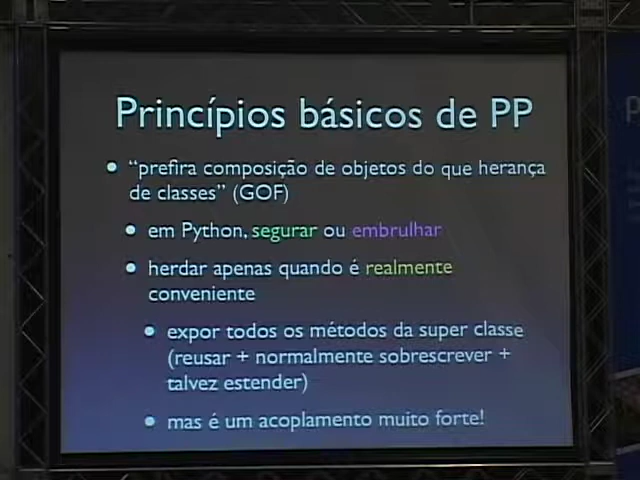 Princípios básicos de PP
• “prefira composição de objetos do que herança
de classes” (GOF)
• em Python, segurar ou embrulhar
• herdar apenas quando é realmente
conveniente
• expor todos os métodos da super classe
(reusar + normalmente sobrescrever +
talvez estender)
• mas é um acoplamento muito forte!